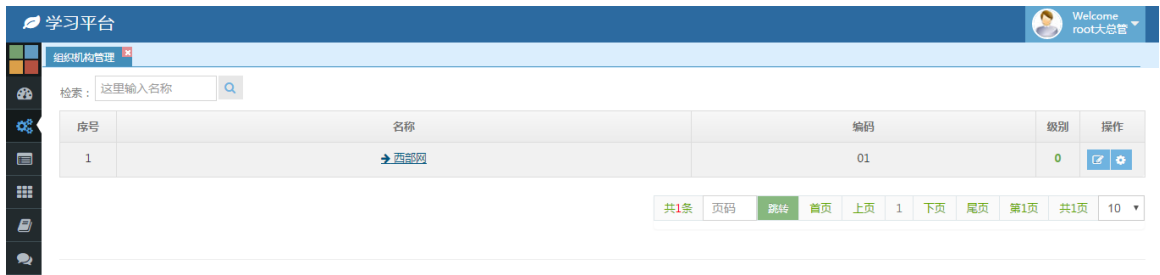 学习平台
Welcome
root大总管
组织机构管理
检索： 这里输入名称
序号 名称 编码 级别 操作
1 西部网 01 0
共1条 页码 跳转 首页 上页 1 下页 尾页 第1页 共1页 10